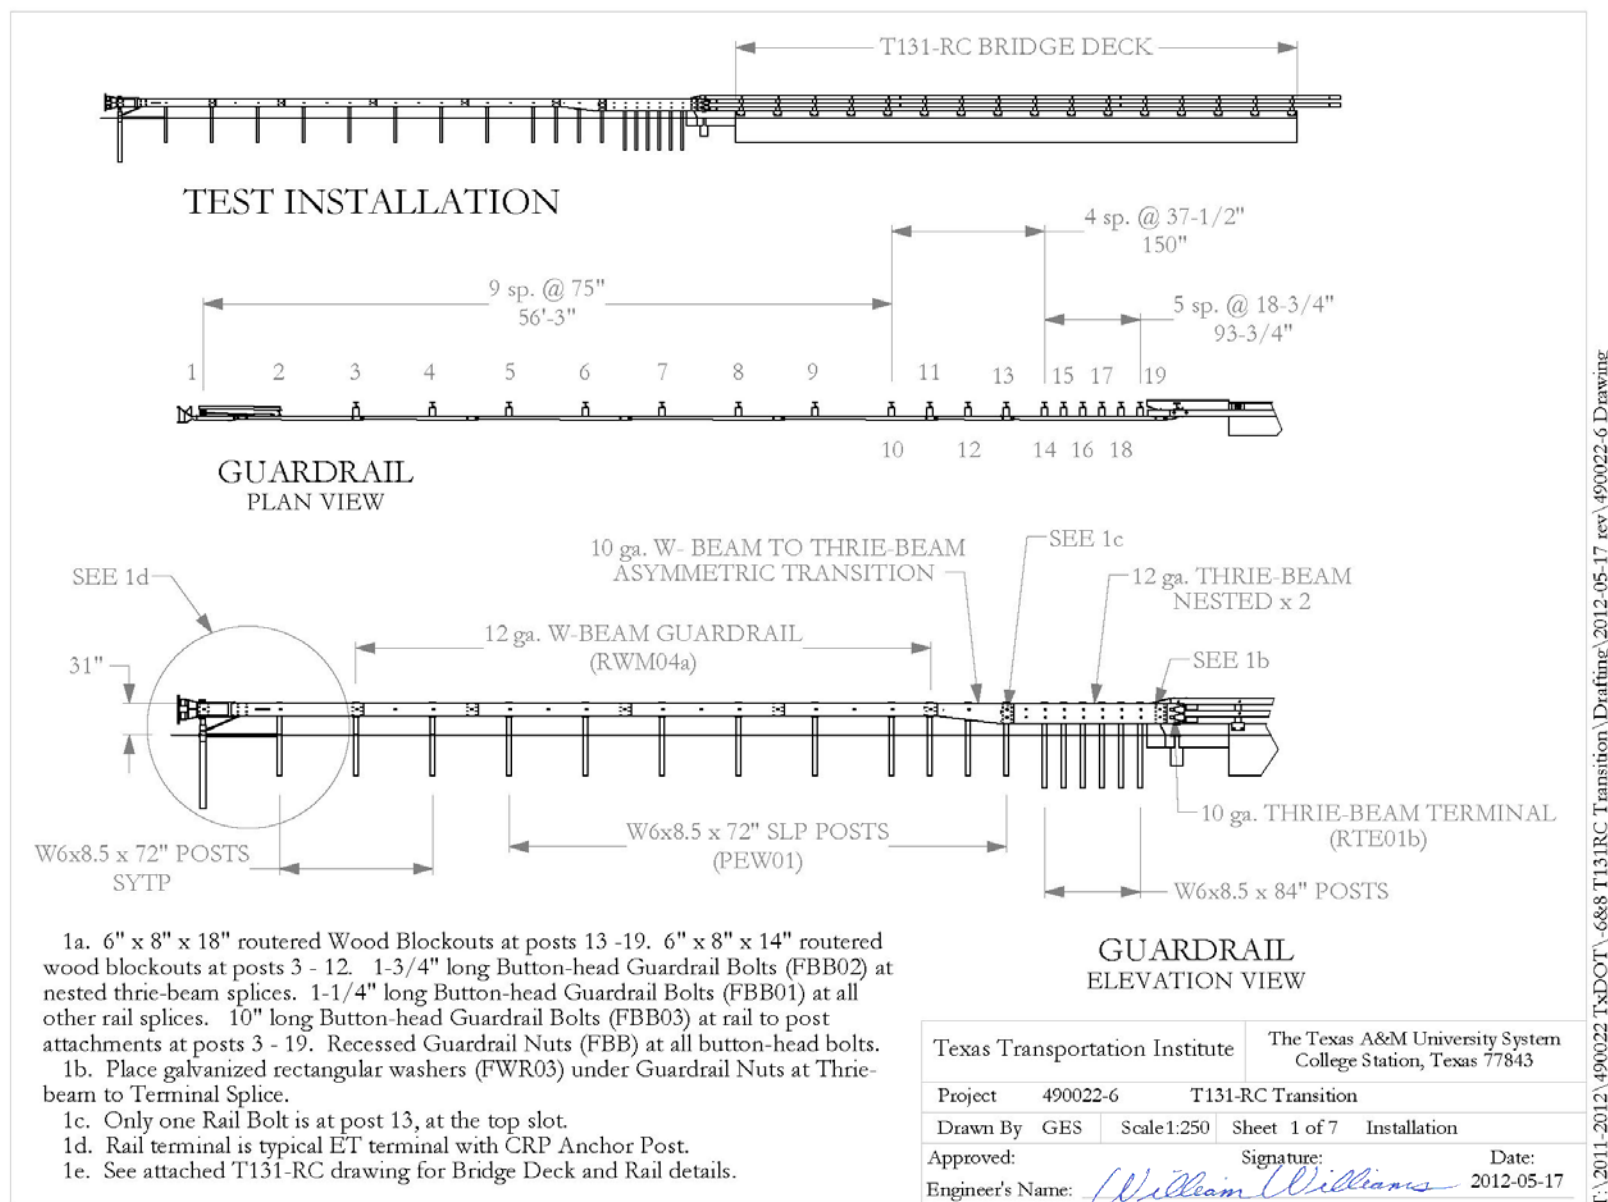 T131-RC BRIDGE DECK
TEST INSTALLATION
4 sp. @ 37-1/2"
150"
9 sp. @ 75"
56'-3"
5 sp. @ 18-3/4"
93-3/4"
1 2 3 4 5 6 7 8 9 11 13 15 17 19
10 12 14 16 18
GUARDRAIL
PLAN VIEW
10 ga. W- BEAM TO THRIE-BEAM
ASYMMETRIC TRANSITION
SEE 1c
SEE 1d
12 ga. THRIE-BEAM
NESTED x 2
12 ga. W-BEAM GUARDRAIL
(RWM04a)
31"
SEE 1b
10 ga. THRIE-BEAM TERMINAL
(RTE01b)
W6x8.5 x 72" SLP POSTS
(PEW01)
W6x8.5 x 72" POSTS
SYTP
W6x8.5 x 84" POSTS
GUARDRAIL
ELEVATION VIEW
1a. 6" x 8" x 18" routered Wood Blockouts at posts 13 -19. 6" x 8" x 14" routered
wood blockouts at posts 3 - 12. 1-3/4" long Button-head Guardrail Bolts (FBB02) at
nested thrie-beam splices. 1-1/4" long Button-head Guardrail Bolts (FBB01) at all
other rail splices. 10" long Button-head Guardrail Bolts (FBB03) at rail to post
attachments at posts 3 - 19. Recessed Guardrail Nuts (FBB) at all button-head bolts.
1b. Place galvanized rectangular washers (FWR03) under Guardrail Nuts at Thrie-
beam to Terminal Splice.
1c. Only one Rail Bolt is at post 13, at the top slot.
1d. Rail terminal is typical ET terminal with CRP Anchor Post.
1e. See attached T131-RC drawing for Bridge Deck and Rail details.
Texas Transportation Institute
The Texas A&M University System
College Station, Texas 77843
Project 490022-6 T131-RC Transition
Drawn By GES Scale 1:250 Sheet 1 of 7 Installation
Approved: Signature: Date:
Engineer's Name: William Williams 2012-05-17
T:\2011-2012\490022 TxDOT\-6&8 T131RC Transition\Drafting\2012-05-17 rev\490022-6 Drawing